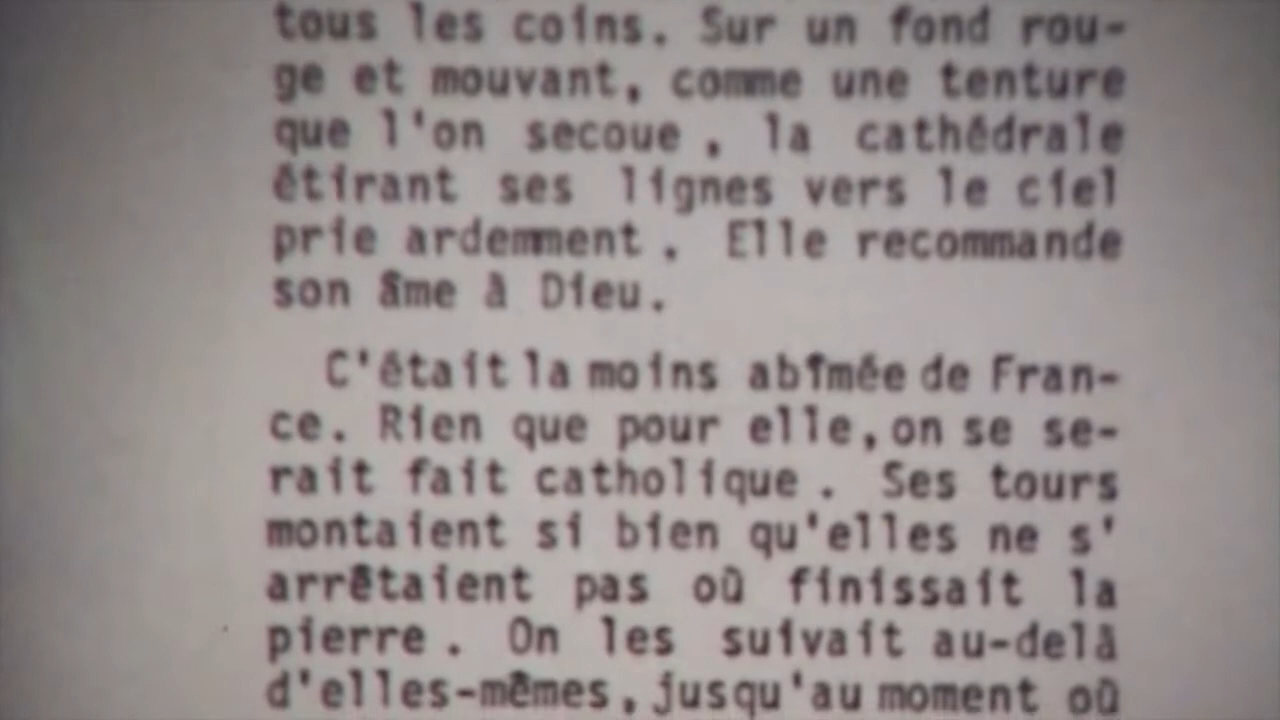 tous les coins. Sur un fond rou-
ge et mouvant, comme une tenture
que l'on secoue, la cathédrale
étirant ses lignes vers le ciel
prie ardemment. Elle recommande
son âme à Dieu.
C'était la moins abîmée de Fran-
ce. Rien que pour elle, on se se-
rait fait catholique. Ses tours
montaient si bien qu'elles ne s'
arrêtaient pas où finissait la
pierre. On les suivait au-delà
d'elles-mêmes, jusqu'au moment où